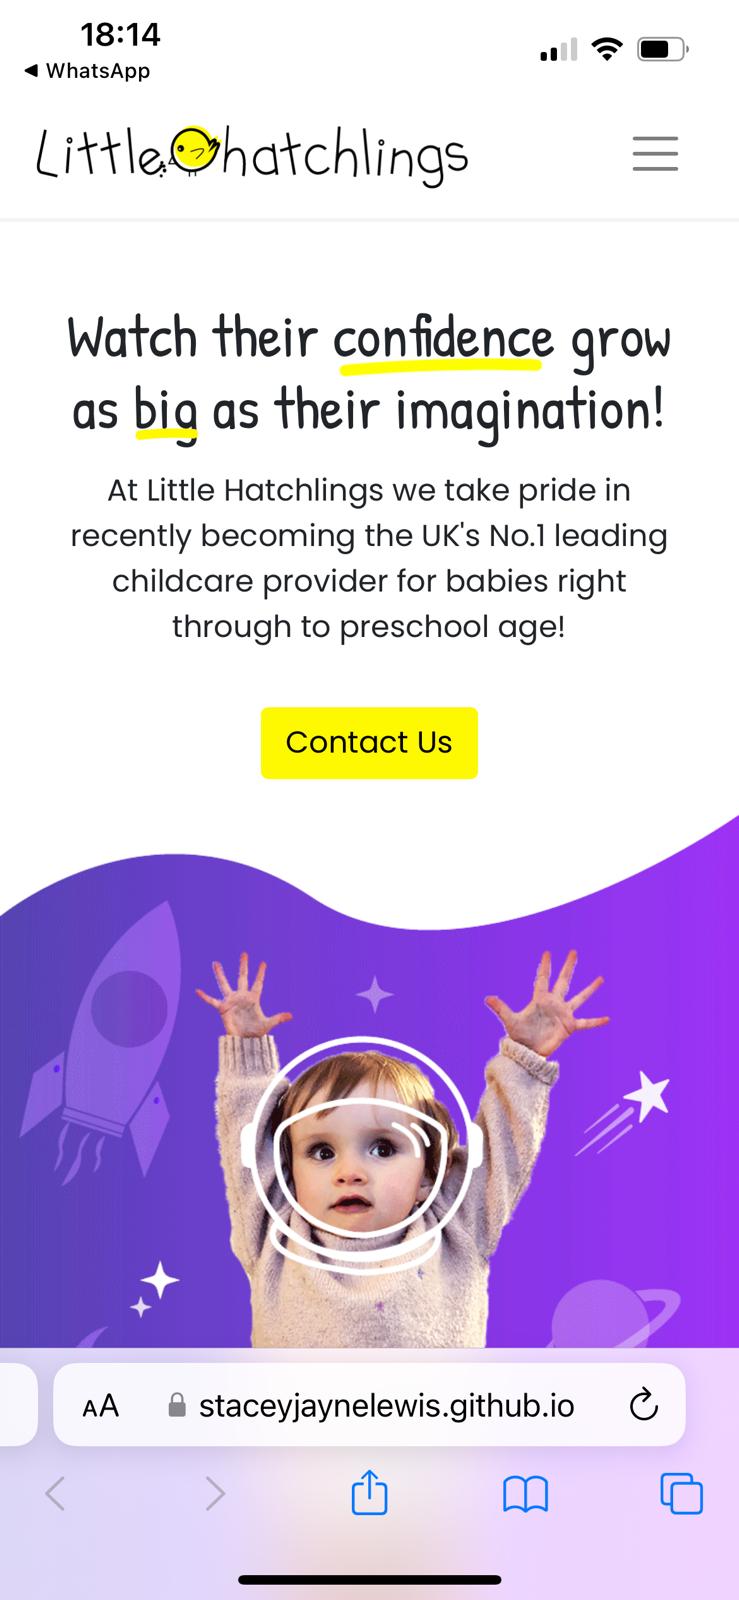 18:14
◀ WhatsApp
Little hatchlings
Watch their confidence grow
as big as their imagination!
At Little Hatchlings we take pride in
recently becoming the UK's No.1 leading
childcare provider for babies right
through to preschool age!
Contact Us
AA staceyjaynelewis.github.io